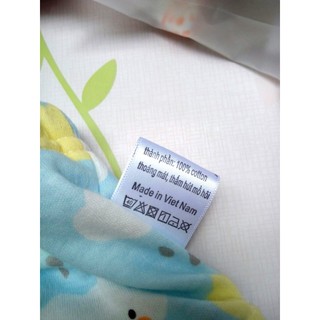 thành phần: 100% cotton
thoáng mát, thấm hút mồ hôi
Made in Viet Nam